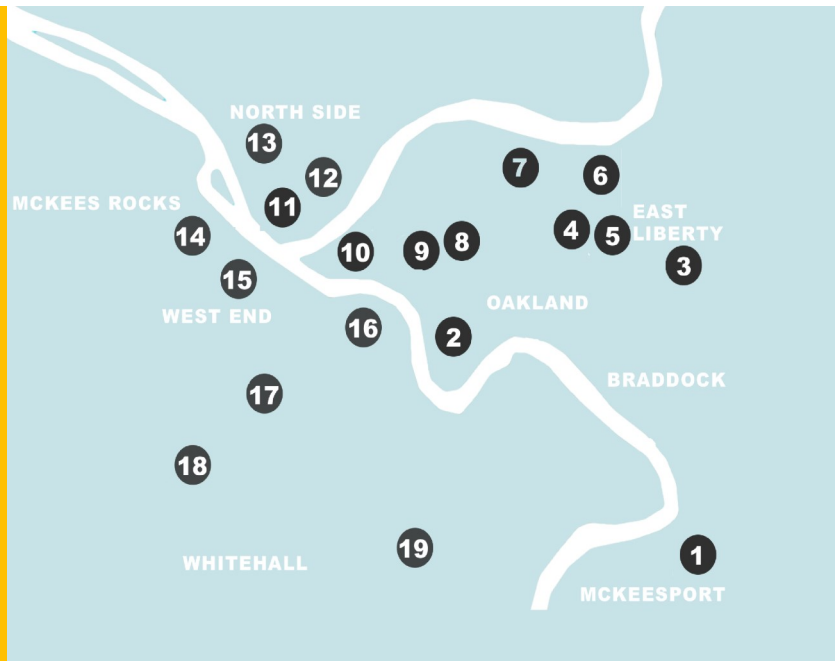 NORTH SIDE
13
12
7
6
MCKEES ROCKS
11
EAST
LIBERTY
14
10
9
8
4
5
3
15
WEST END
OAKLAND
16
2
BRADDOCK
17
18
19
1
WHITEHALL
MCKEESPORT